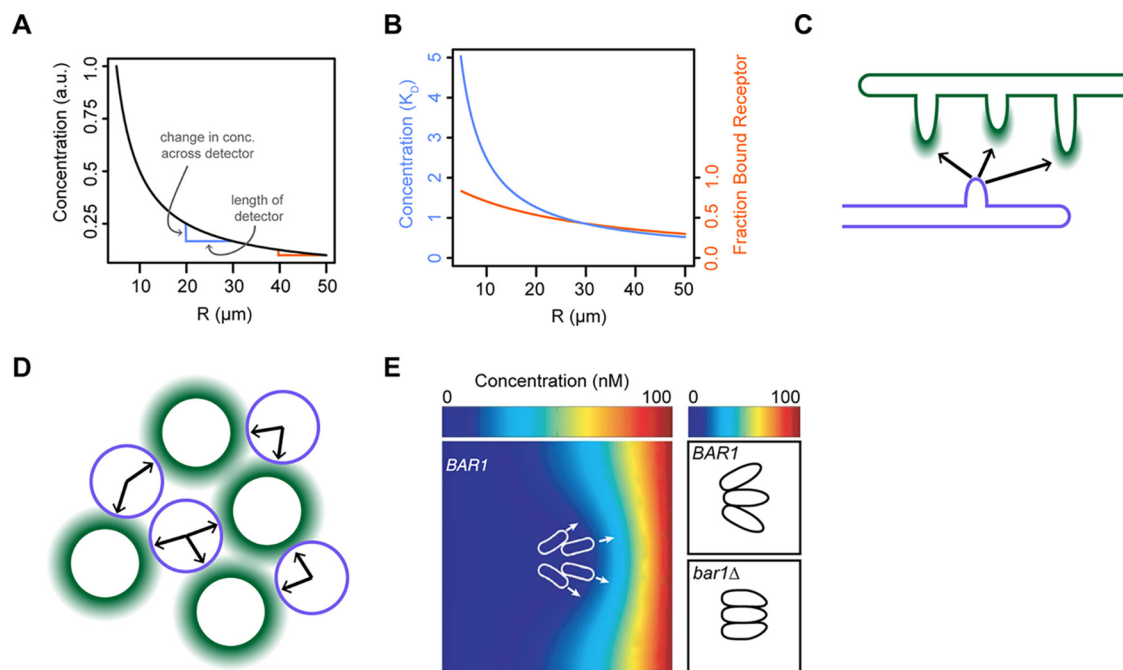 A
Concentration (a.u.)
1.0
0.75
0.5
0.25
change in conc.
across detector
length of
detector
10
20
30
40
50
R (μm)
B
Concentration (K_D)
5
4
3
2
1
0
Fraction Bound Receptor
1.0
0.5
0.0
10
20
30
40
50
R (μm)
C
D
E
Concentration (nM)
0
100
0
100
BAR1
BAR1
bar1Δ